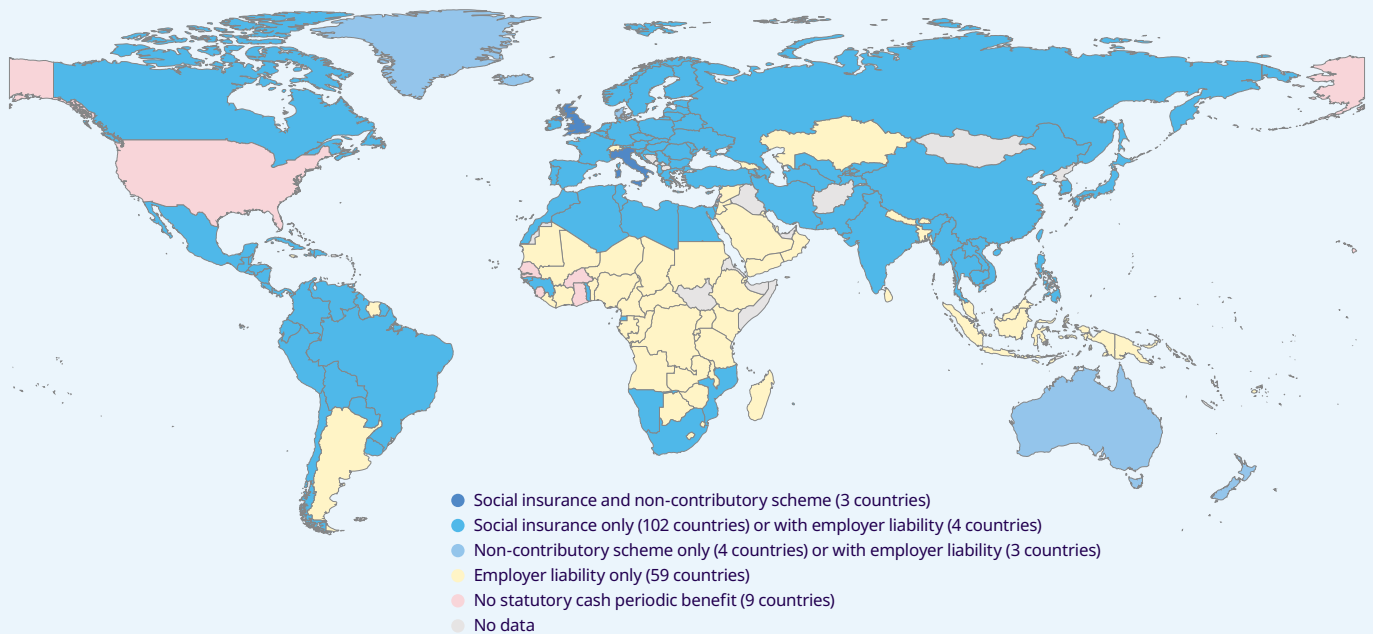 Social insurance and non-contributory scheme (3 countries)
Social insurance only (102 countries) or with employer liability (4 countries)
Non-contributory scheme only (4 countries) or with employer liability (3 countries)
Employer liability only (59 countries)
No statutory cash periodic benefit (9 countries)
No data